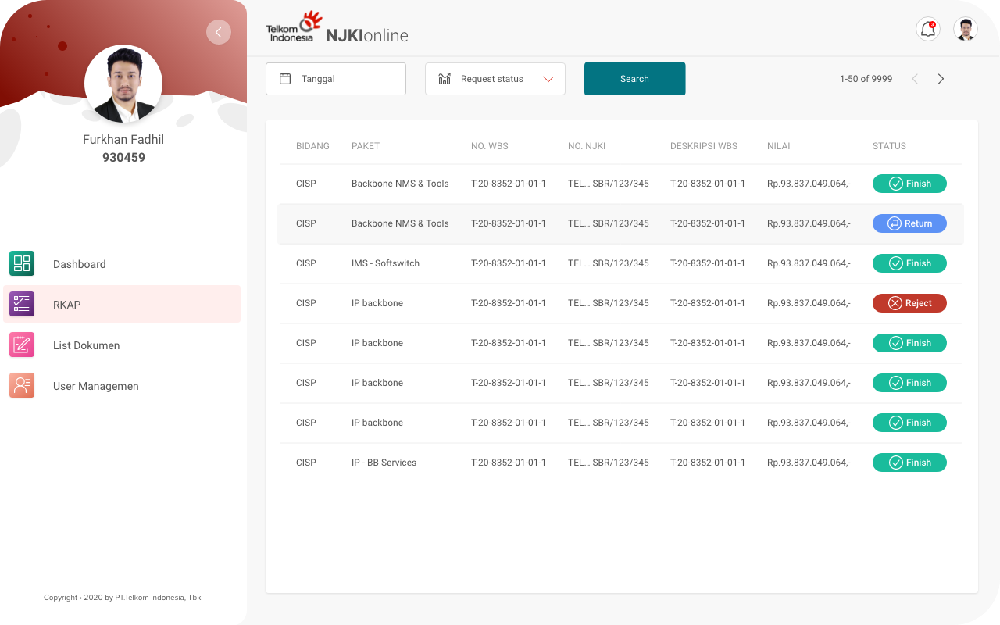 Furkhan Fadhil
930459
Dashboard
RKAP
List Dokumen
User Managemen
Copyright • 2020 by PT.Telkom Indonesia, Tbk.
Telkom
Indonesia
NJKIonline
3
Tanggal
Request status
Search
1-50 of 9999
BIDANG PAKET NO. WBS NO. NJKI DESKRIPSI WBS NILAI STATUS
CISP Backbone NMS & Tools T-20-8352-01-01-1 TEL... SBR/123/345 T-20-8352-01-01-1 Rp.93.837.049.064,- Finish
CISP Backbone NMS & Tools T-20-8352-01-01-1 TEL... SBR/123/345 T-20-8352-01-01-1 Rp.93.837.049.064,- Return
CISP IMS - Softswitch T-20-8352-01-01-1 TEL... SBR/123/345 T-20-8352-01-01-1 Rp.93.837.049.064,- Finish
CISP IP backbone T-20-8352-01-01-1 TEL... SBR/123/345 T-20-8352-01-01-1 Rp.93.837.049.064,- Reject
CISP IP backbone T-20-8352-01-01-1 TEL... SBR/123/345 T-20-8352-01-01-1 Rp.93.837.049.064,- Finish
CISP IP backbone T-20-8352-01-01-1 TEL... SBR/123/345 T-20-8352-01-01-1 Rp.93.837.049.064,- Finish
CISP IP backbone T-20-8352-01-01-1 TEL... SBR/123/345 T-20-8352-01-01-1 Rp.93.837.049.064,- Finish
CISP IP - BB Services T-20-8352-01-01-1 TEL... SBR/123/345 T-20-8352-01-01-1 Rp.93.837.049.064,- Finish